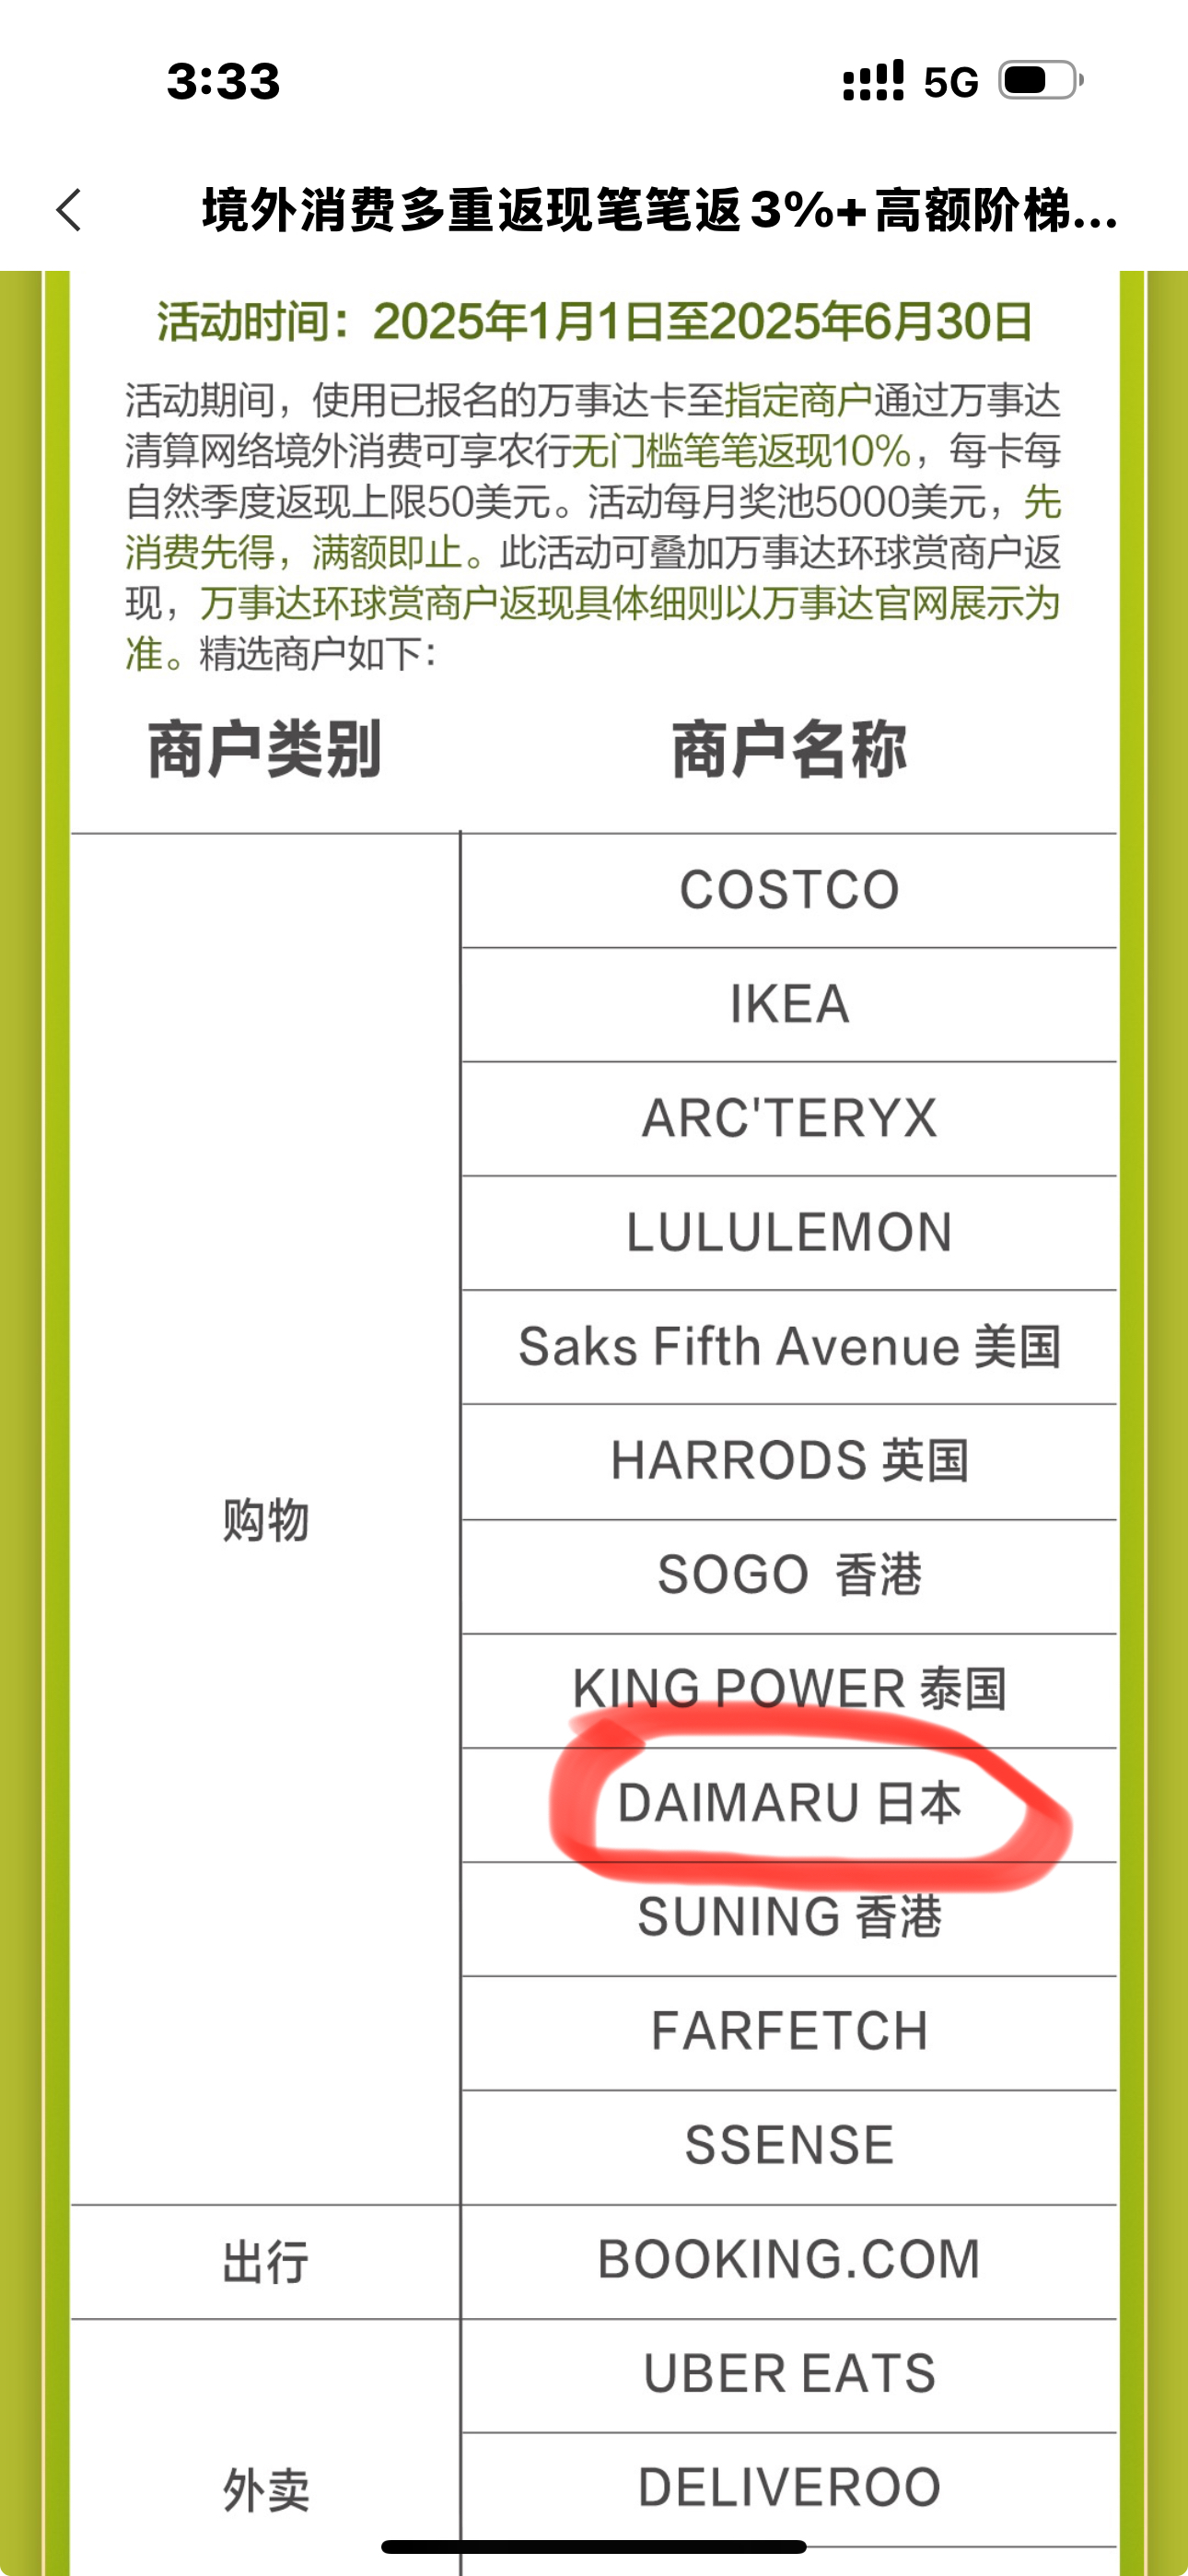 3:33
5G
境外消费多重返现笔笔返3%+高额阶梯...
活动时间：2025年1月1日至2025年6月30日
活动期间，使用已报名的万事达卡至指定商户通过万事达
清算网络境外消费可享农行无门槛笔笔返现10%，每卡每
自然季度返现上限50美元。活动每月奖池5000美元，先
消费先得，满额即止。此活动可叠加万事达环球赏商户返
现，万事达环球赏商户返现具体细则以万事达官网展示为
准。精选商户如下：
商户类别 商户名称
购物
COSTCO
IKEA
ARC'TERYX
LULULEMON
Saks Fifth Avenue 美国
HARRODS 英国
SOGO 香港
KING POWER 泰国
DAIMARU 日本
SUNING 香港
FARFETCH
SSENSE
出行
BOOKING.COM
外卖
UBER EATS
DELIVEROO